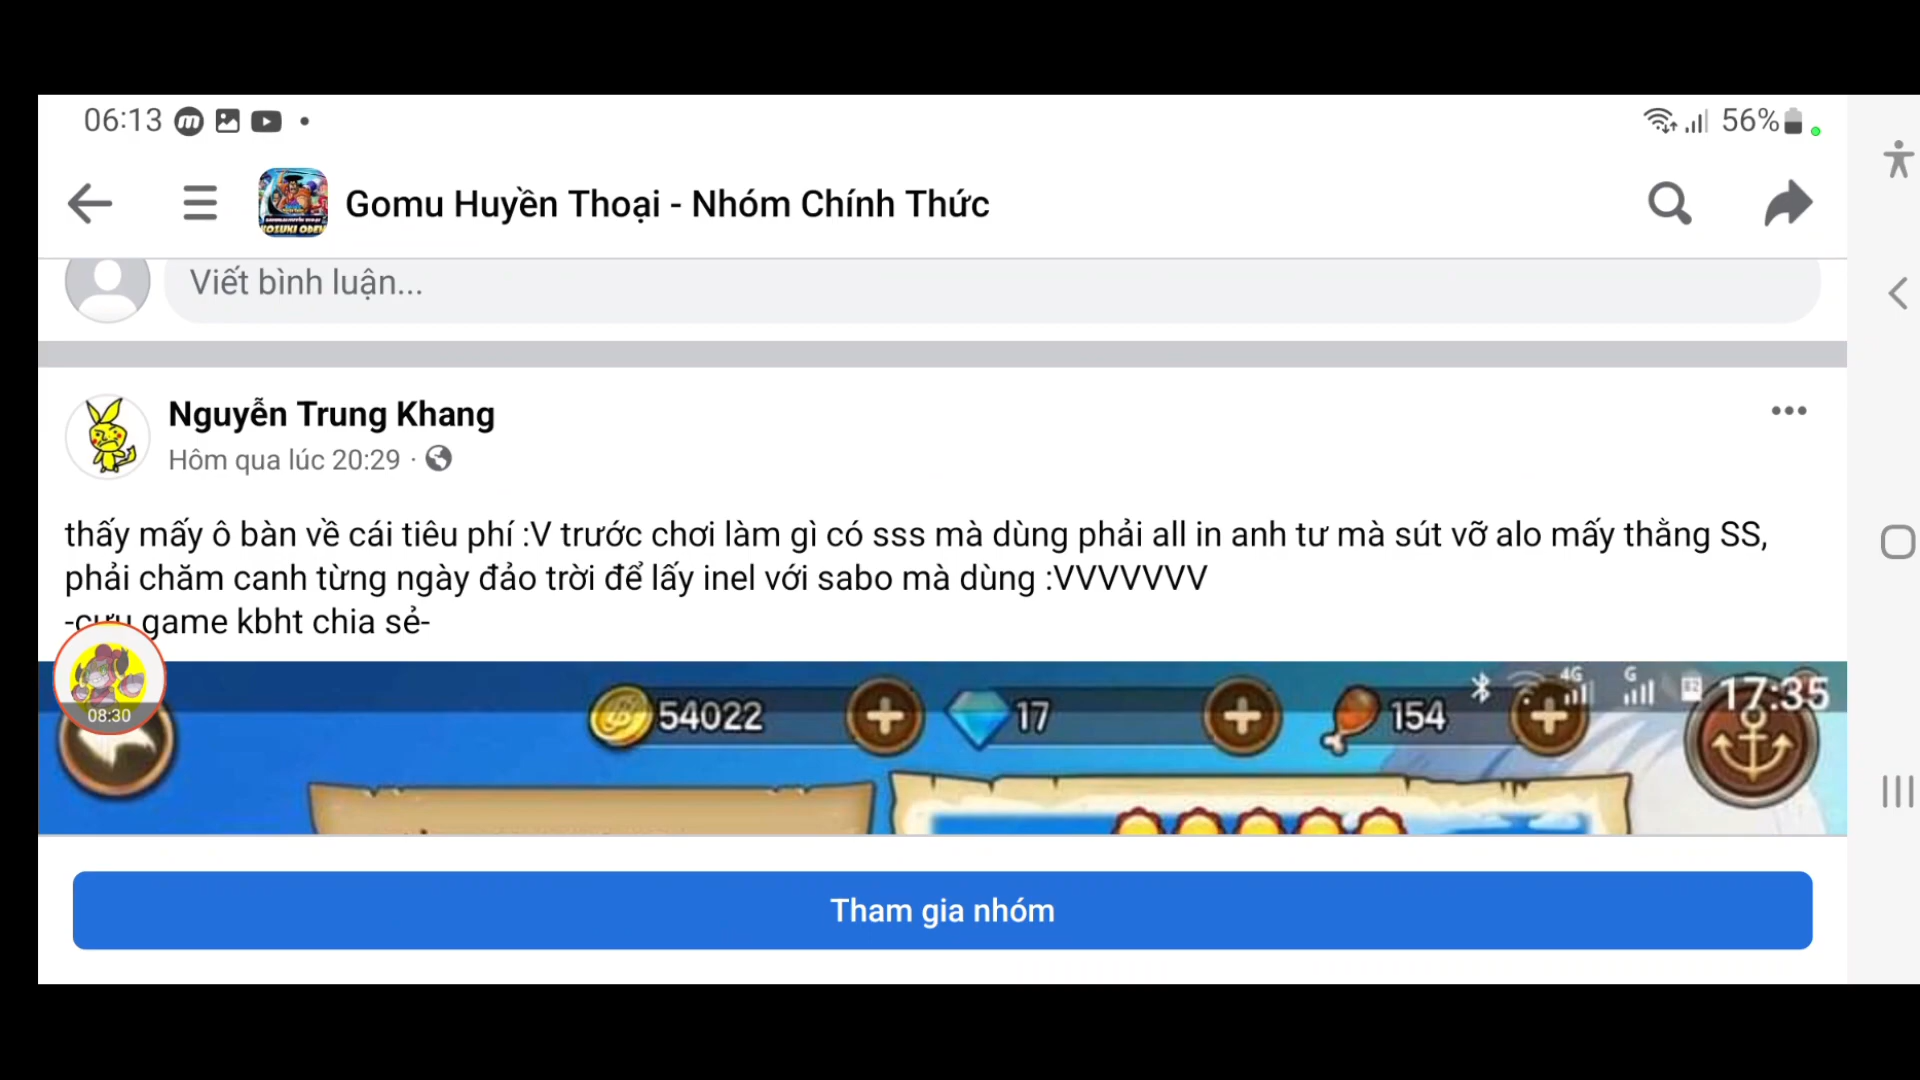 06:13
56%
Gomu Huyền Thoại - Nhóm Chính Thức
KOZUKI ODEN
Viết bình luận...
Nguyễn Trung Khang
Hôm qua lúc 20:29 ·
thấy mấy ô bàn về cái tiêu phí :V trước chơi làm gì có sss mà dùng phải all in anh tư mà sút vỡ alo mấy thằng SS,
phải chăm canh từng ngày đảo trời để lấy inel với sabo mà dùng :VVVVVVV
-cựu game kbht chia sẻ-
08:30
54022
17
154
4G
G
17:35
Tham gia nhóm